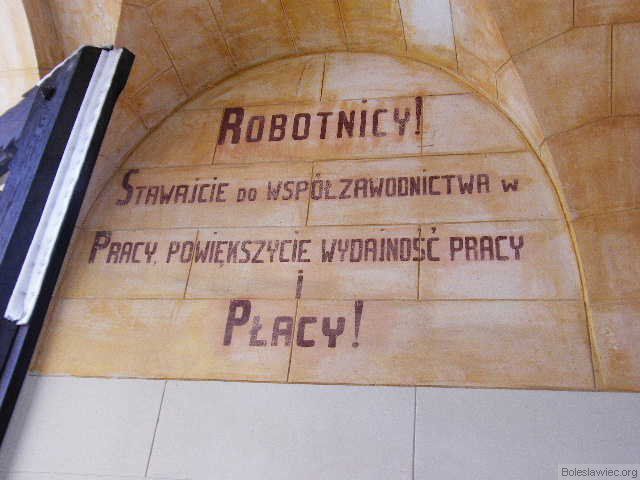 ROBOTNICY!
STAWAJCIE DO WSPÓŁZAWODNICTWA W
PRACY, POWIĘKSZYCIE WYDAJNOŚĆ PRACY
i
PŁACY!
Boleslawiec.org